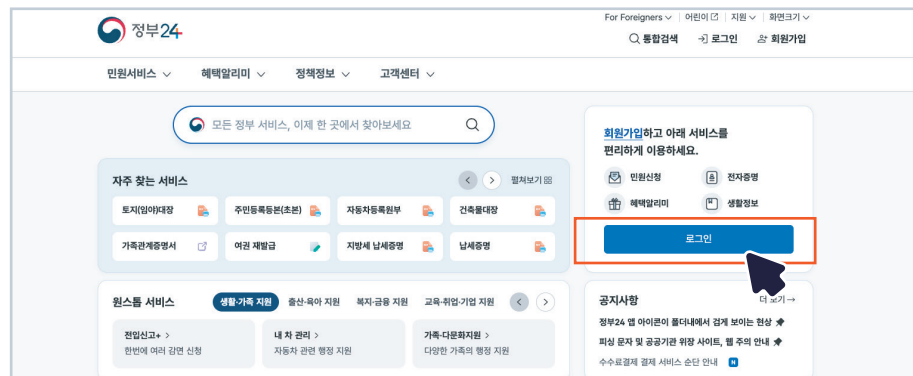 For Foreigners 어린이 지원 화면크기
정부24
통합검색 로그인 회원가입
민원서비스 혜택알리미 정책정보 고객센터
모든 정부 서비스, 이제 한 곳에서 찾아보세요
회원가입하고 아래 서비스를
편리하게 이용하세요.
민원신청 전자증명
혜택알리미 생활정보
로그인
자주 찾는 서비스 펼쳐보기
토지(임야)대장 주민등록등본(초본) 자동차등록원부 건축물대장
가족관계증명서 여권 재발급 지방세 납세증명 납세증명
원스톱 서비스 생활·가족 지원 출산·육아 지원 복지·금융 지원 교육·취업·기업 지원
전입신고+ > 내 차 관리 > 가족·다문화지원 >
한번에 여러 감면 신청 자동차 관련 행정 지원 다양한 가족의 행정 지원
공지사항 더 보기→
정부24 앱 아이콘이 폴더내에서 검게 보이는 현상
피싱 문자 및 공공기관 위장 사이트, 웹 주의 안내
수수료결제 결제 서비스 순단 안내 N